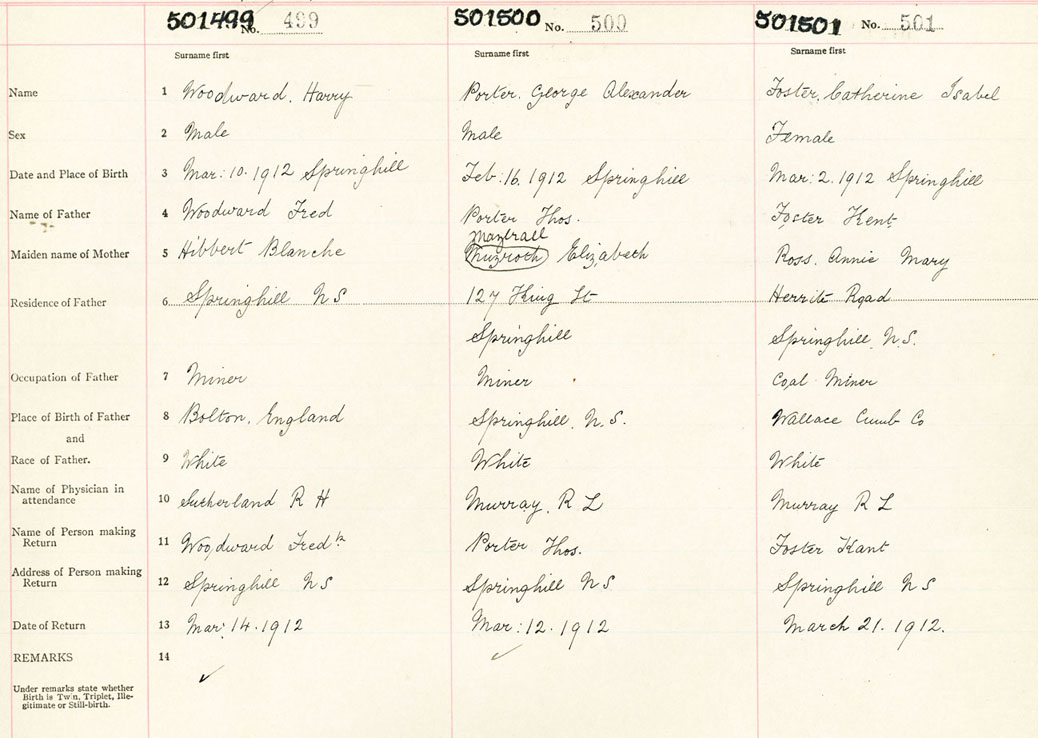 501499 No. 499 501500 No. 500 501501 No. 501
Surname first Surname first Surname first
Name 1 Woodward, Harry Porter, George Alexander Foster, Catherine Isabel
Sex 2 Male Male Female
Date and Place of Birth 3 Mar: 10. 1912 Springhill Feb: 16. 1912 Springhill Mar: 2. 1912 Springhill
Name of Father 4 Woodward Fred Porter Thos. Foster Kent
Maiden name of Mother 5 Hibbert Blanche Elizabeth Ross, Annie Mary
Residence of Father 6 Springhill N S 127 King St Herrite Road
Springhill Springhill, N.S.
Occupation of Father 7 Miner Miner Coal Miner
Place of Birth of Father 8 Bolton, England Springhill, N.S. Wallace Cumb Co
and
Race of Father. 9 White White White
Name of Physician in
attendance 10 Sutherland R H Murray, R L Murray R L
Name of Person making
Return 11 Woodward Fredk Porter Thos. Foster Kant
Address of Person making
Return 12 Springhill N S Springhill N S Springhill N S
Date of Return 13 Mar: 14. 1912 Mar: 12. 1912 March 21. 1912.
REMARKS 14
Under remarks state whether
Birth is Twin, Triplet, Ille-
gitimate or Still-birth.